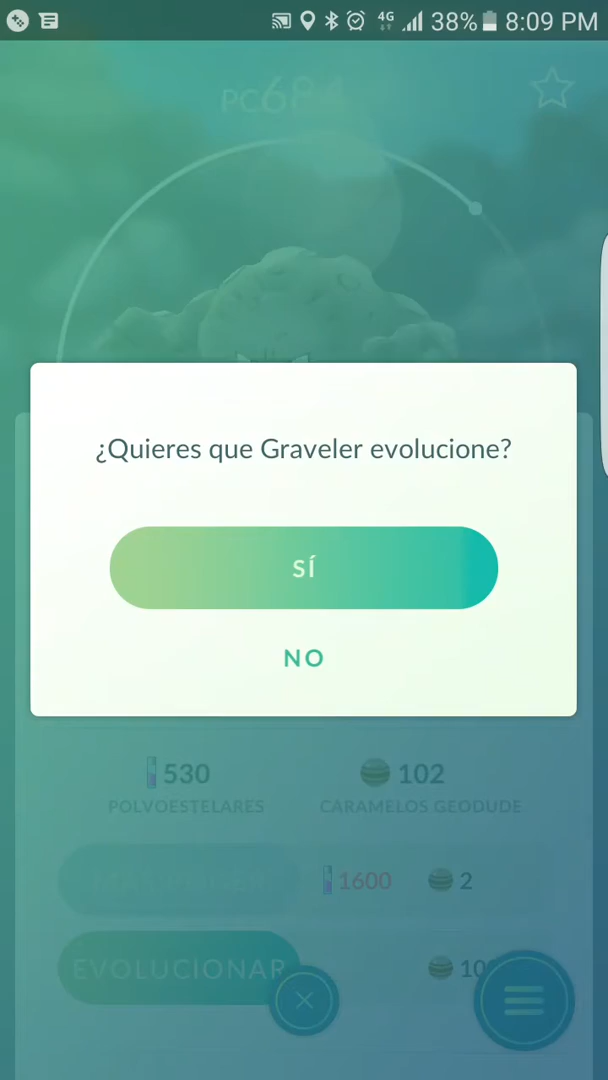 4G 38% 8:09 PM
PC684
¿Quieres que Graveler evolucione?
SÍ
NO
530 102
POLVOESTELARES CARAMELOS GEODUDE
1600 2
EVOLUCIONAR